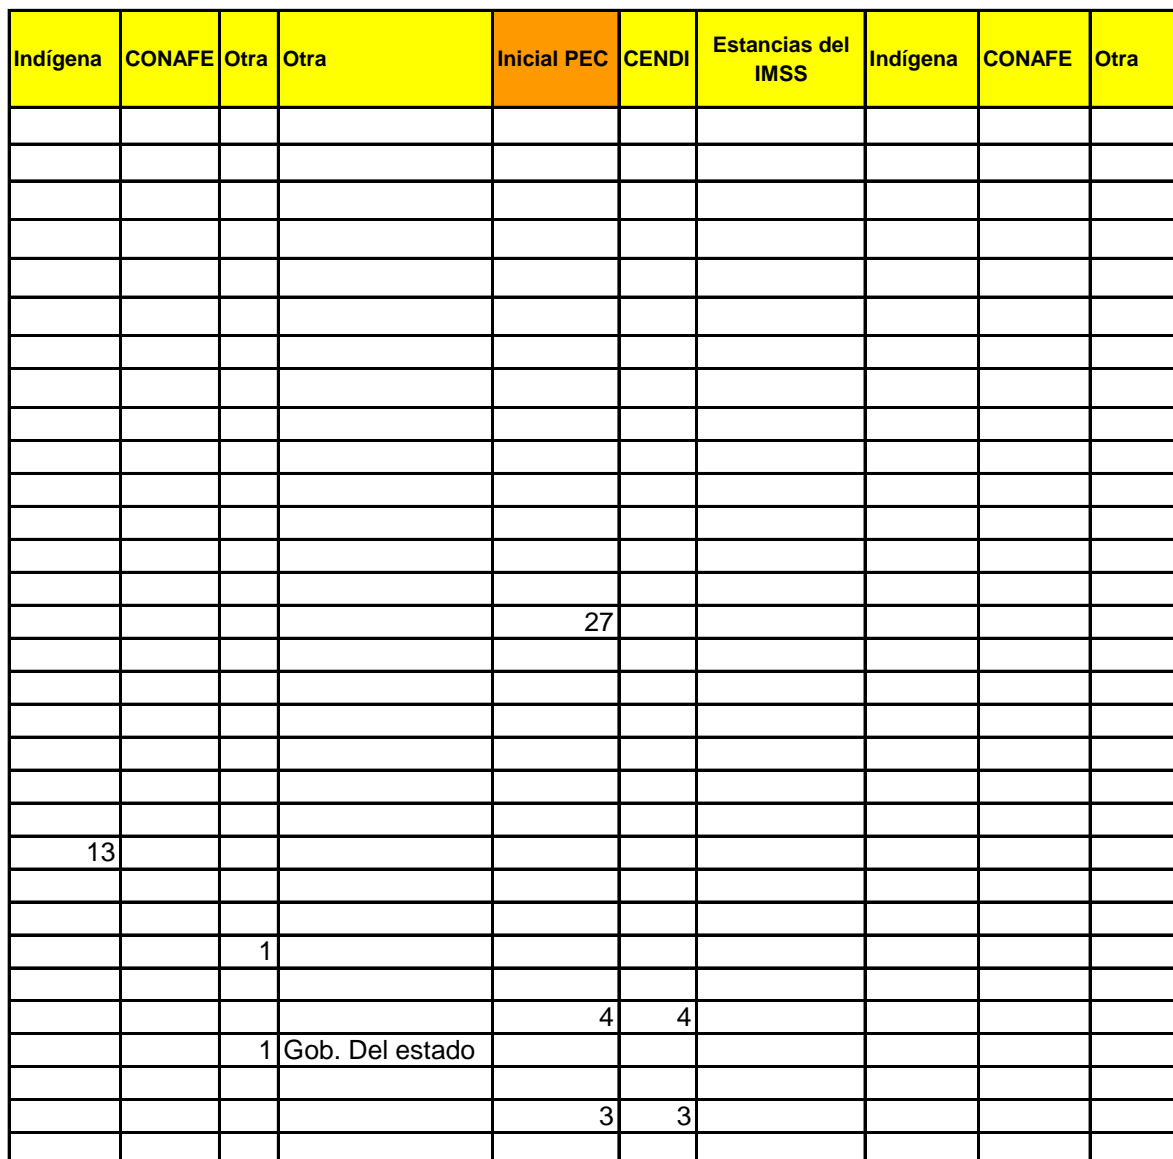 Indígena CONAFE Otra Otra Inicial PEC CENDI Estancias del IMSS Indígena CONAFE Otra
27
13
1
4 4
1 Gob. Del estado
3 3